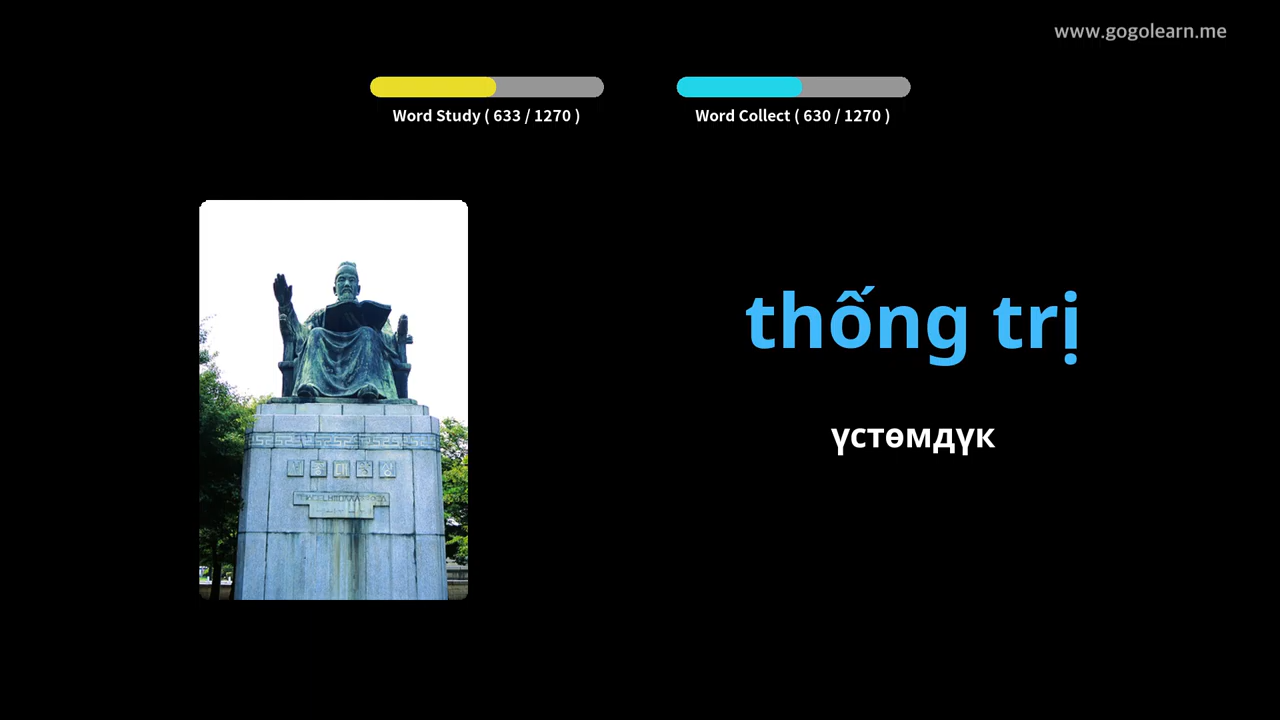 www.gogolearn.me
Word Study ( 633 / 1270 )
Word Collect ( 630 / 1270 )
thống trị
үстөмдүк